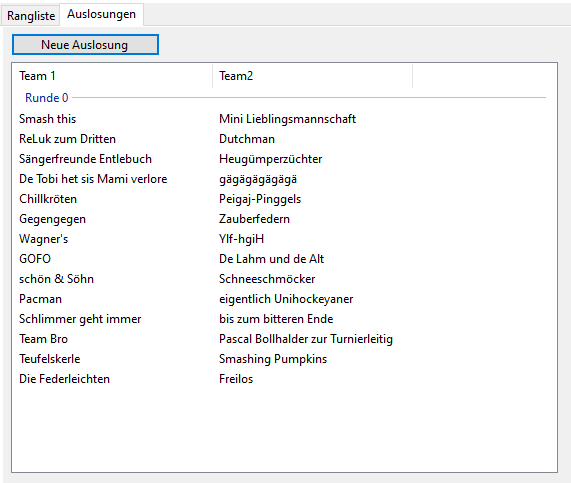 Rangliste Auslosungen
Neue Auslosung
Team 1 Team2
Runde 0
Smash this Mini Lieblingsmannschaft
ReLuk zum Dritten Dutchman
Sängerfreunde Entlebuch Heugümperzüchter
De Tobi het sis Mami verlore gägägägägägä
Chillkröten Peigaj-Pinggels
Gegengegen Zauberfedern
Wagner's Ylf-hgiH
GOFO De Lahm und de Alt
schön & Söhn Schneeschmöcker
Pacman eigentlich Unihockeyaner
Schlimmer geht immer bis zum bitteren Ende
Team Bro Pascal Bollhalder zur Turnierleitig
Teufelskerle Smashing Pumpkins
Die Federleichten Freilos